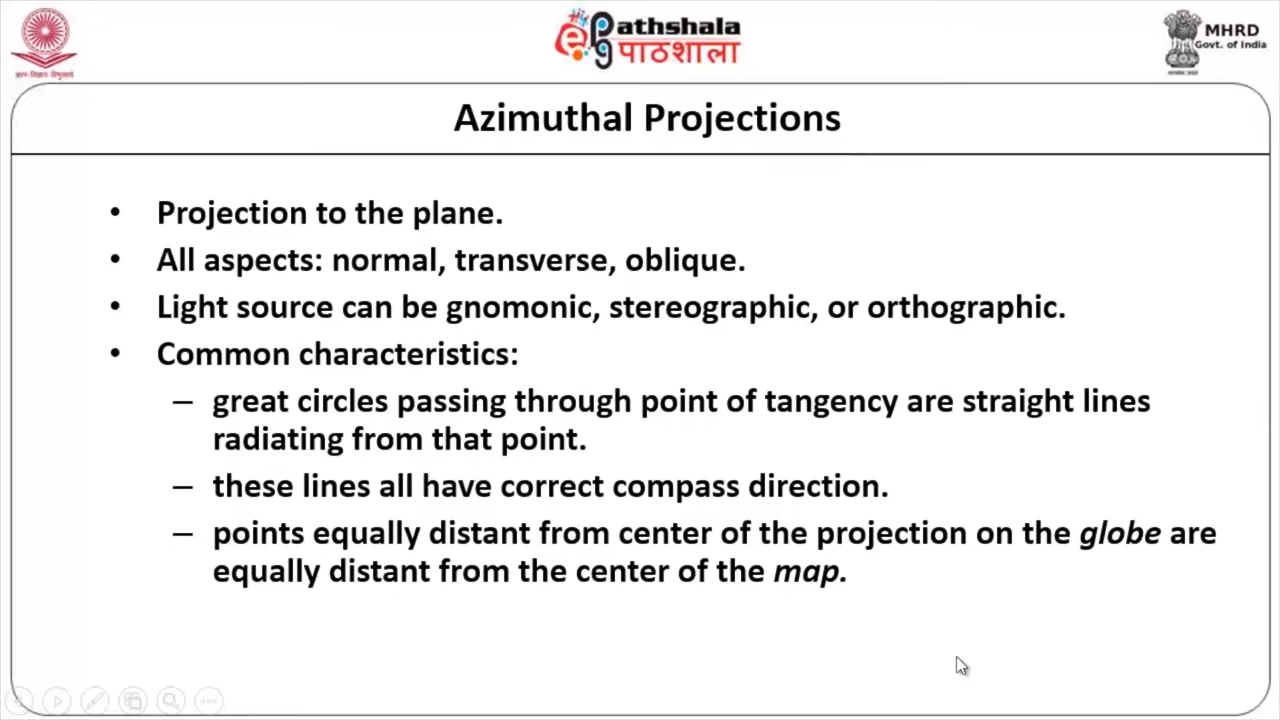 ePG Pathshala
पाठशाला
MHRD
Govt. of India
Azimuthal Projections
• Projection to the plane.
• All aspects: normal, transverse, oblique.
• Light source can be gnomonic, stereographic, or orthographic.
• Common characteristics:
– great circles passing through point of tangency are straight lines
radiating from that point.
– these lines all have correct compass direction.
– points equally distant from center of the projection on the globe are
equally distant from the center of the map.